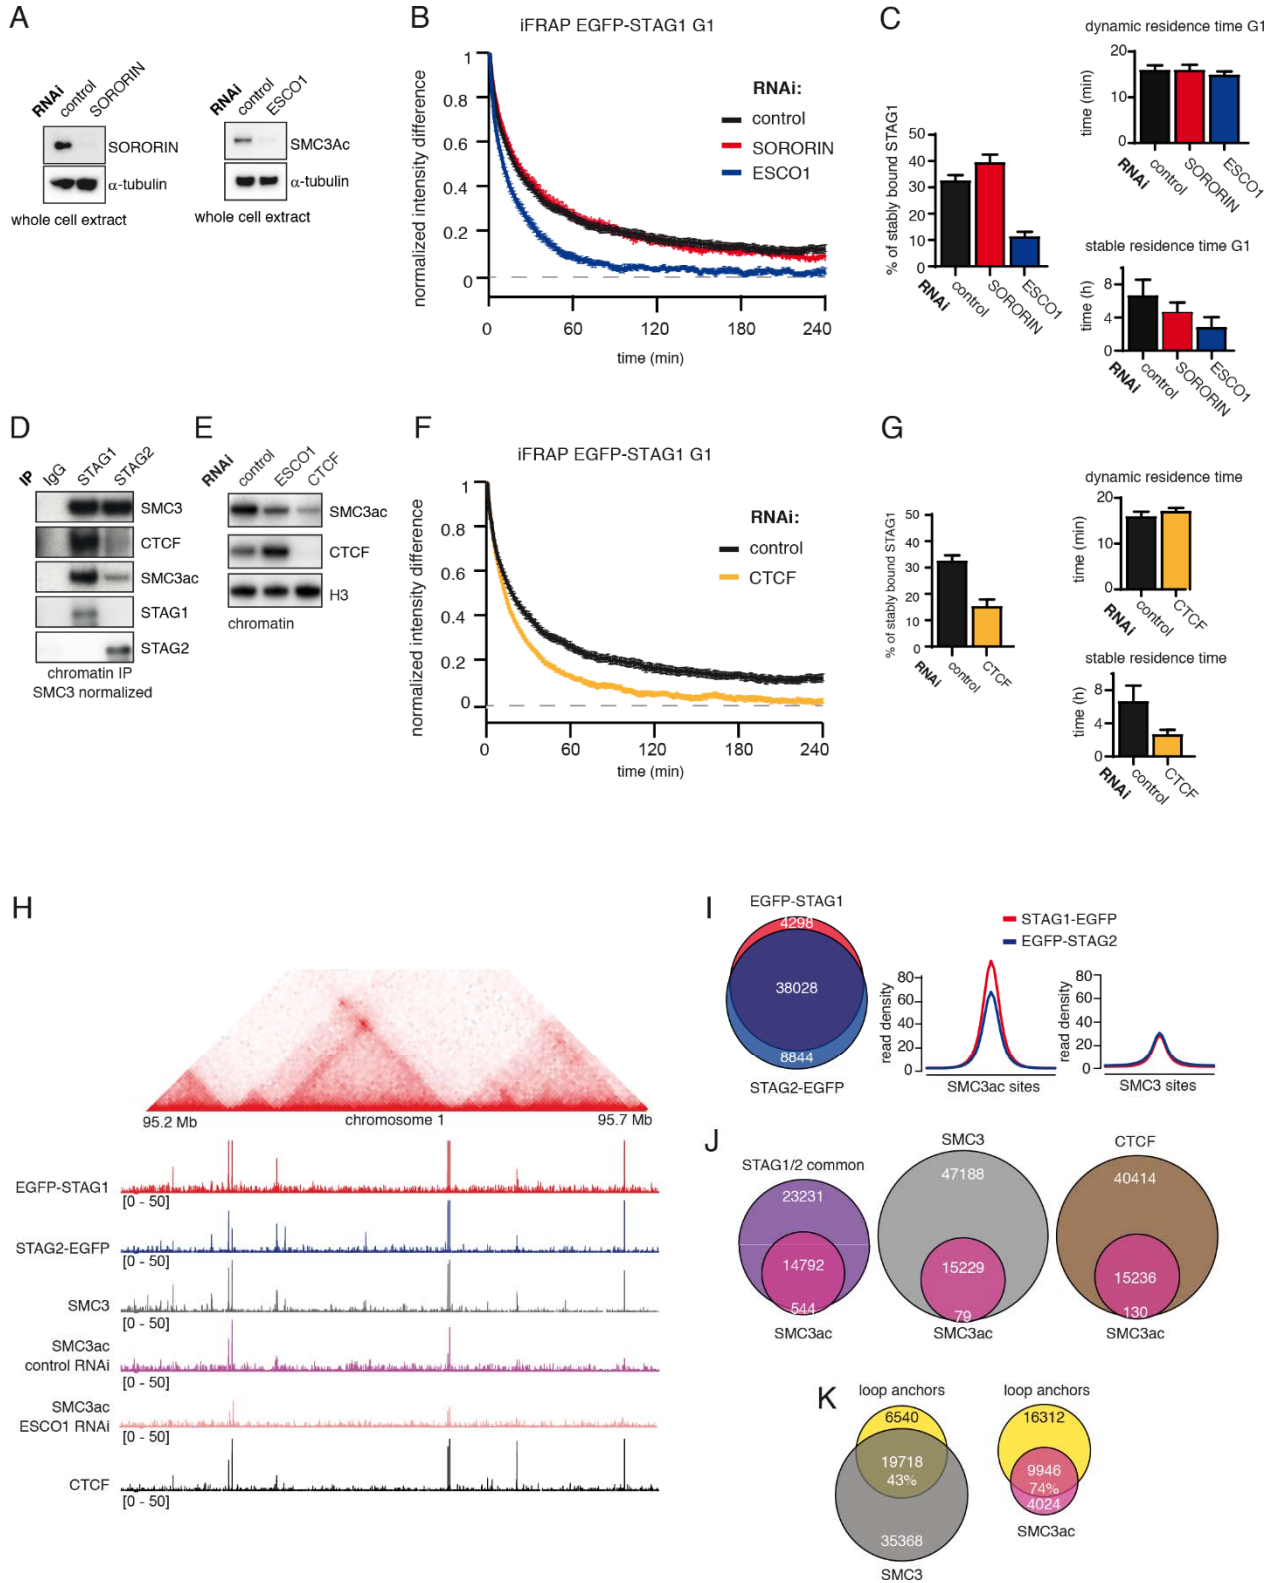 A
RNAi
control
SORORIN
SORORIN
α-tubulin
whole cell extract
RNAi
control
ESCO1
SMC3Ac
α-tubulin
whole cell extract
B
iFRAP EGFP-STAG1 G1
normalized intensity difference
1
0.8
0.6
0.4
0.2
0
RNAi:
control
SORORIN
ESCO1
0
60
120
180
240
time (min)
C
% of stably bound STAG1
50
40
30
20
10
0
RNAi
control
SORORIN
ESCO1
dynamic residence time G1
time (min)
20
10
0
RNAi
control
SORORIN
ESCO1
stable residence time G1
time (h)
8
4
0
RNAi
control
SORORIN
ESCO1
D
IP
IgG
STAG1
STAG2
SMC3
CTCF
SMC3ac
STAG1
STAG2
chromatin IP
SMC3 normalized
E
RNAi
control
ESCO1
CTCF
SMC3ac
CTCF
H3
chromatin
F
iFRAP EGFP-STAG1 G1
normalized intensity difference
1
0.8
0.6
0.4
0.2
0
RNAi:
control
CTCF
0
60
120
180
240
time (min)
G
% of stably bound STAG1
50
40
30
20
10
0
RNAi
control
CTCF
dynamic residence time
time (min)
20
10
0
RNAi
control
CTCF
stable residence time
time (h)
8
4
0
RNAi
control
CTCF
H
95.2 Mb
chromosome 1
95.7 Mb
EGFP-STAG1
[0 - 50]
STAG2-EGFP
[0 - 50]
SMC3
[0 - 50]
SMC3ac
control RNAi
[0 - 50]
SMC3ac
ESCO1 RNAi
[0 - 50]
CTCF
[0 - 50]
I
EGFP-STAG1
4298
38028
8844
STAG2-EGFP
STAG1-EGFP
EGFP-STAG2
read density
80
60
40
20
0
SMC3ac sites
read density
80
60
40
20
0
SMC3 sites
J
STAG1/2 common
23231
14792
544
SMC3ac
SMC3
47188
15229
79
SMC3ac
CTCF
40414
15236
130
SMC3ac
K
loop anchors
6540
19718
43%
35368
SMC3
loop anchors
16312
9946
74%
4024
SMC3ac